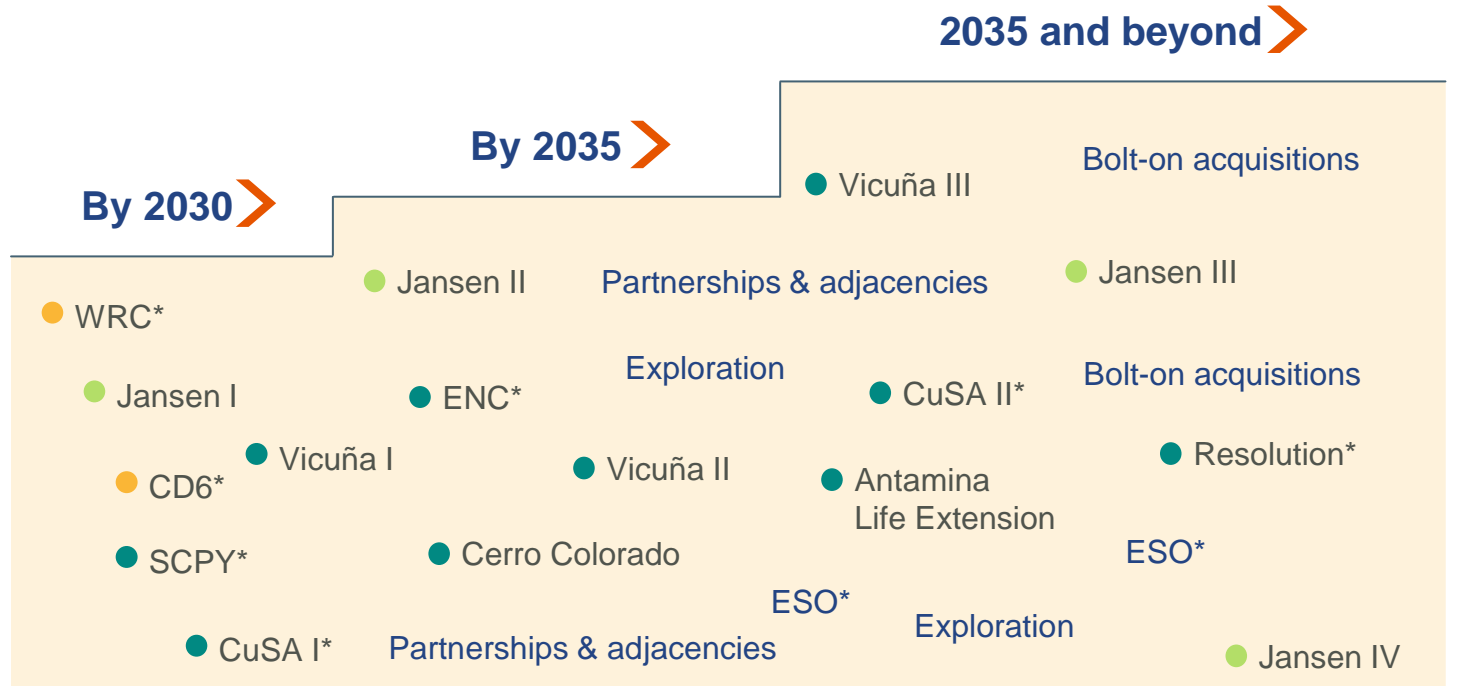 2035 and beyond
By 2035
By 2030
Bolt-on acquisitions
Vicuña III
Jansen II
Partnerships & adjacencies
Jansen III
WRC*
Exploration
Bolt-on acquisitions
Jansen I
ENC*
CuSA II*
Vicuña I
Vicuña II
Resolution*
CD6*
Antamina
Life Extension
SCPY*
Cerro Colorado
ESO*
ESO*
Exploration
CuSA I*
Partnerships & adjacencies
Jansen IV